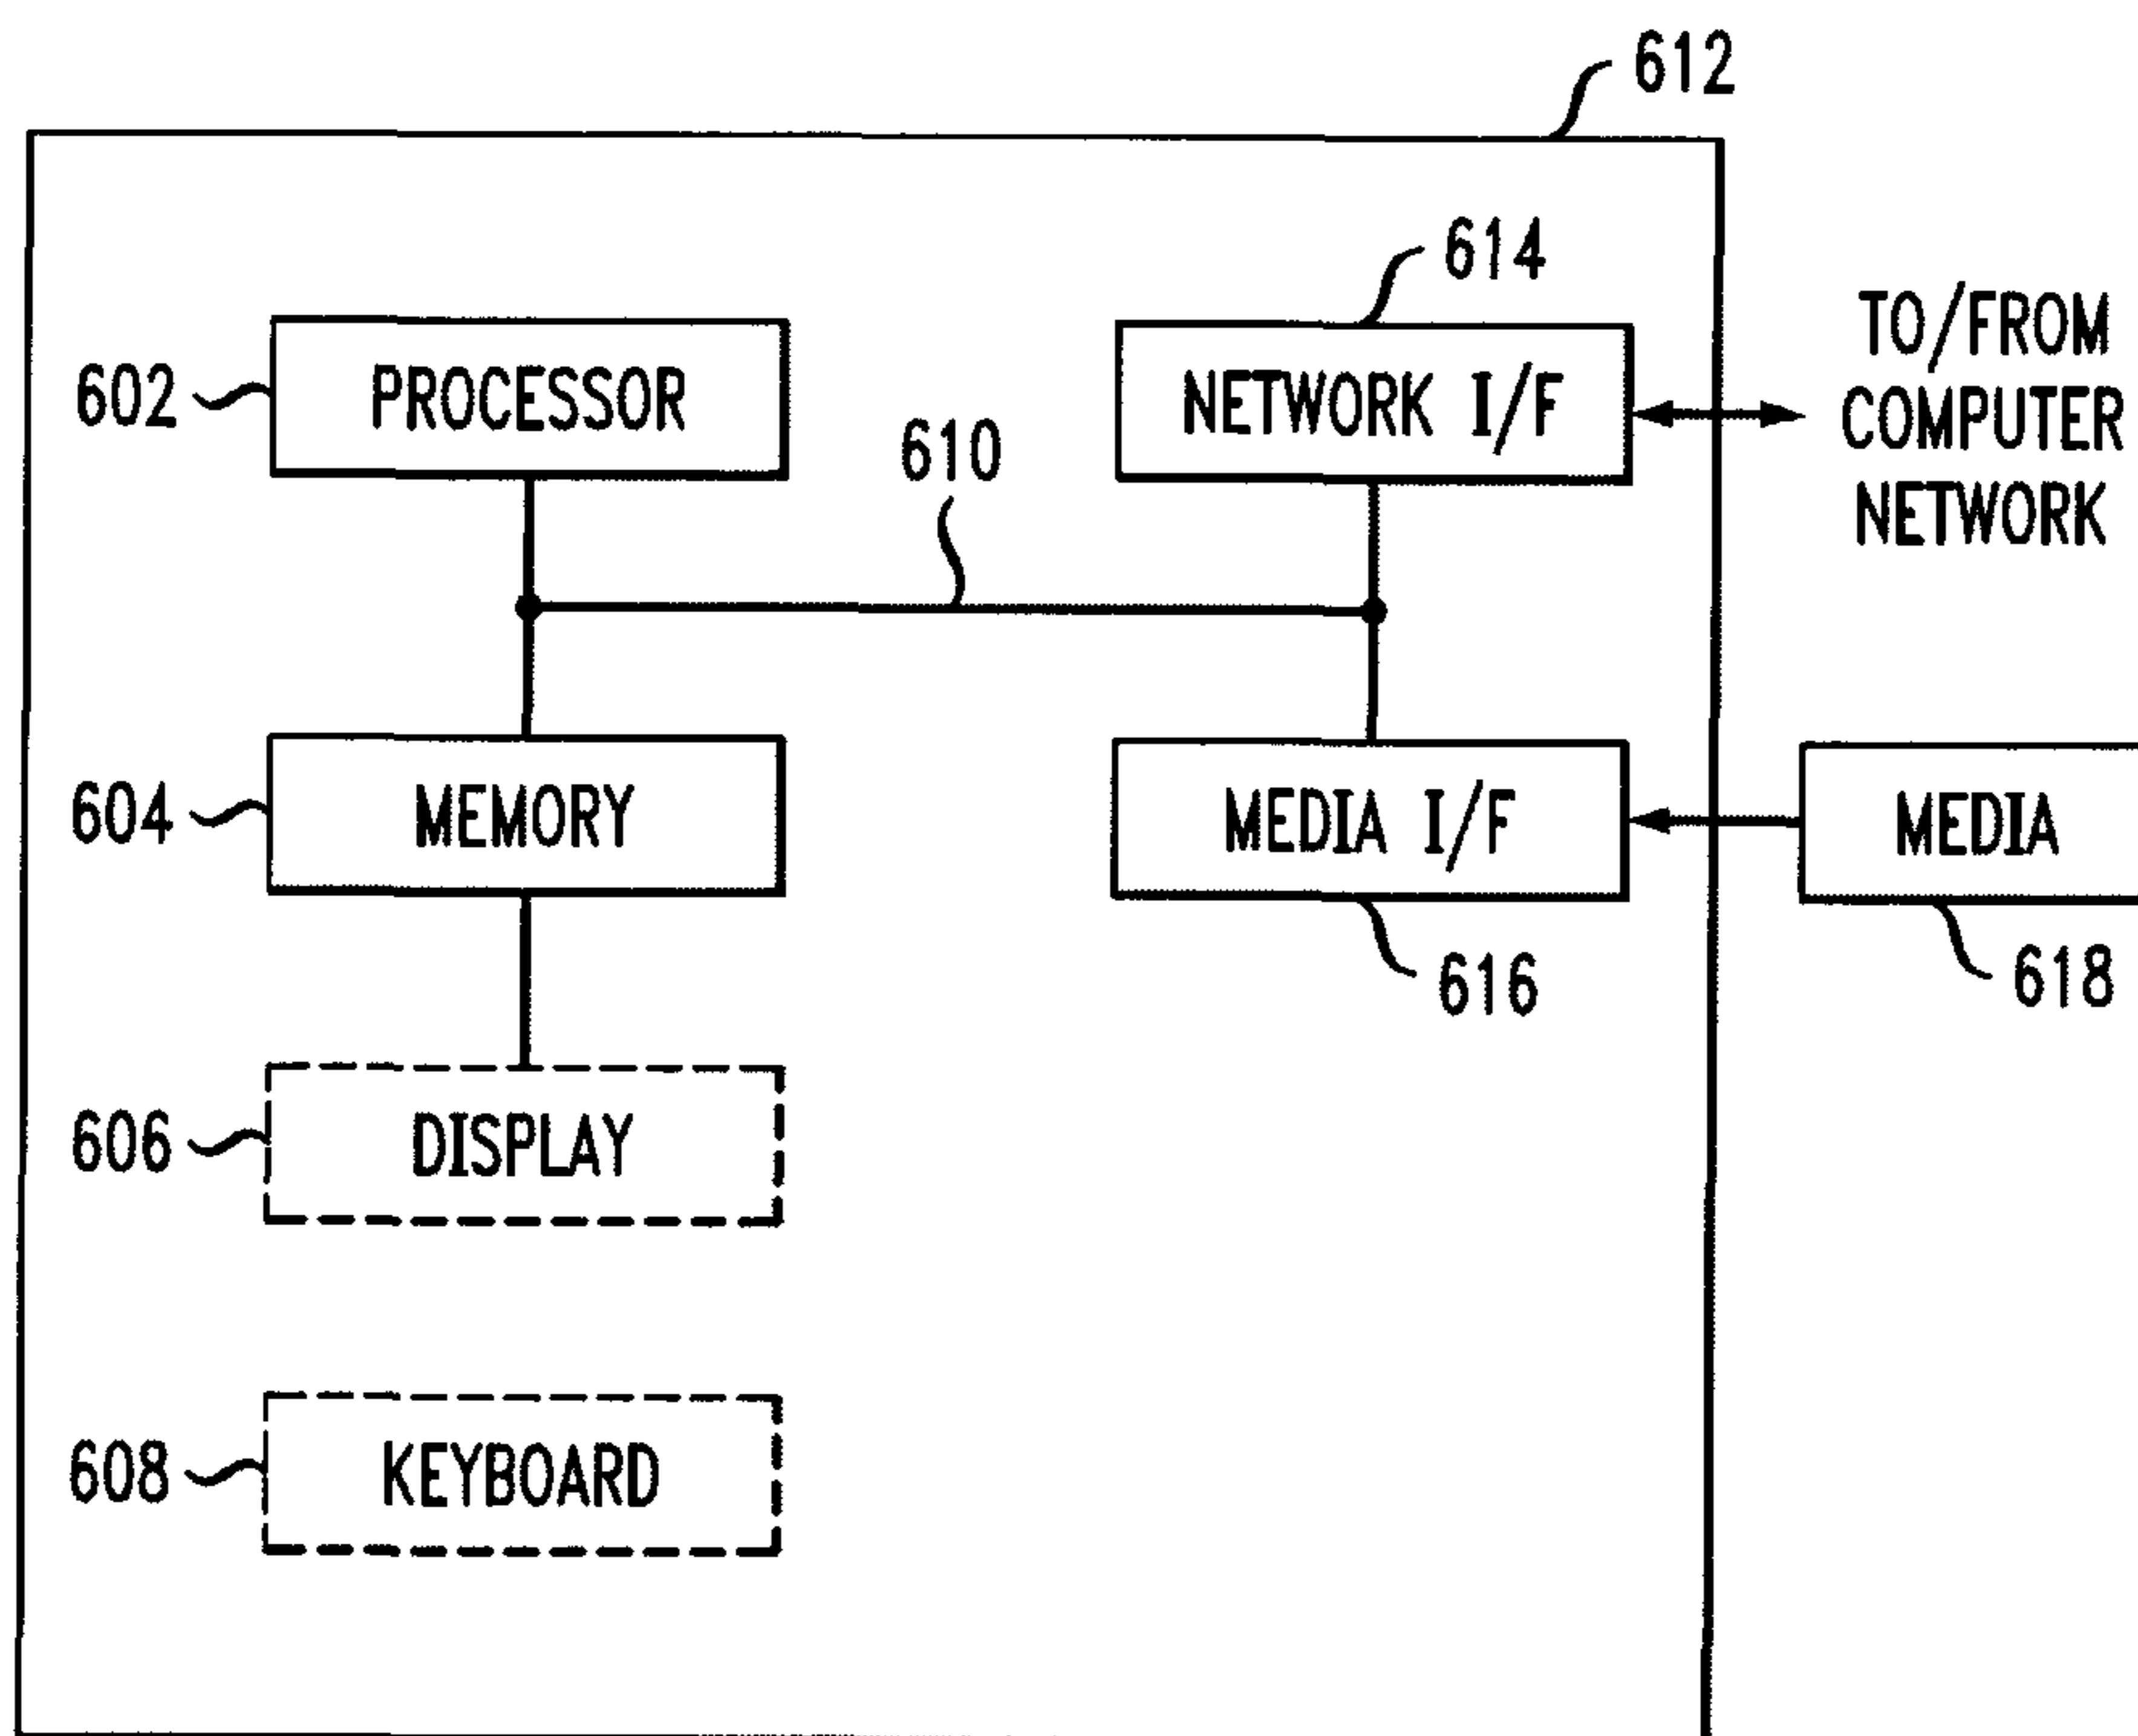 612
614
602
PROCESSOR
NETWORK I/F
TO/FROM
COMPUTER
NETWORK
610
604
MEMORY
MEDIA I/F
MEDIA
616
618
606
DISPLAY
608
KEYBOARD